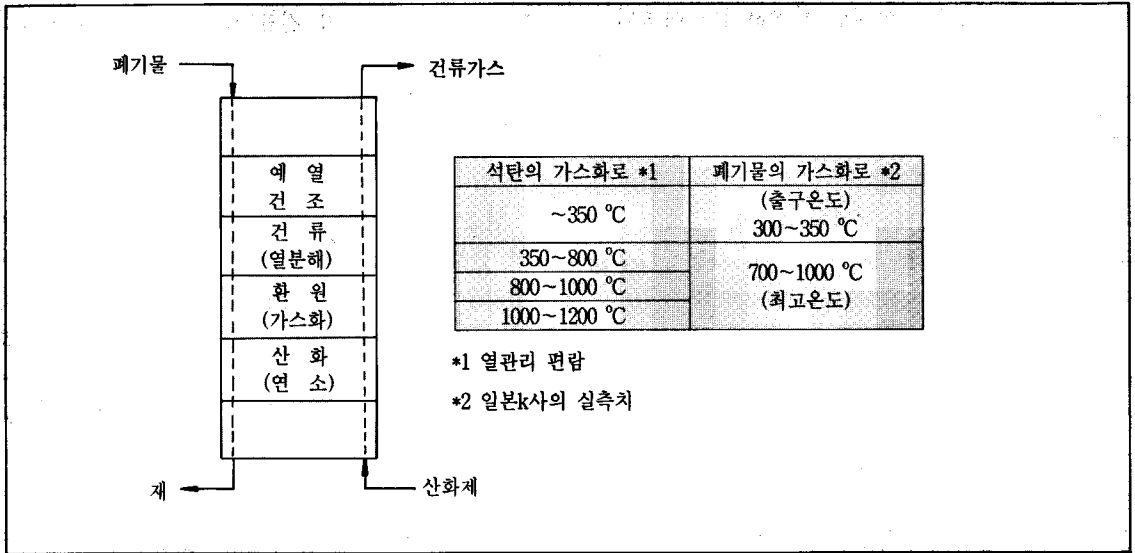 폐기물
건류가스
예 열
건 조
건 류
(열분해)
환 원
(가스화)
산 화
(연 소)
재
산화제
석탄의 가스화로 *1 폐기물의 가스화로 *2
~350 ℃
(출구온도)
300~350 ℃
350~800 ℃
800~1000 ℃
1000~1200 ℃
700~1000 ℃
(최고온도)
*1 열관리 편람
*2 일본k사의 실측치